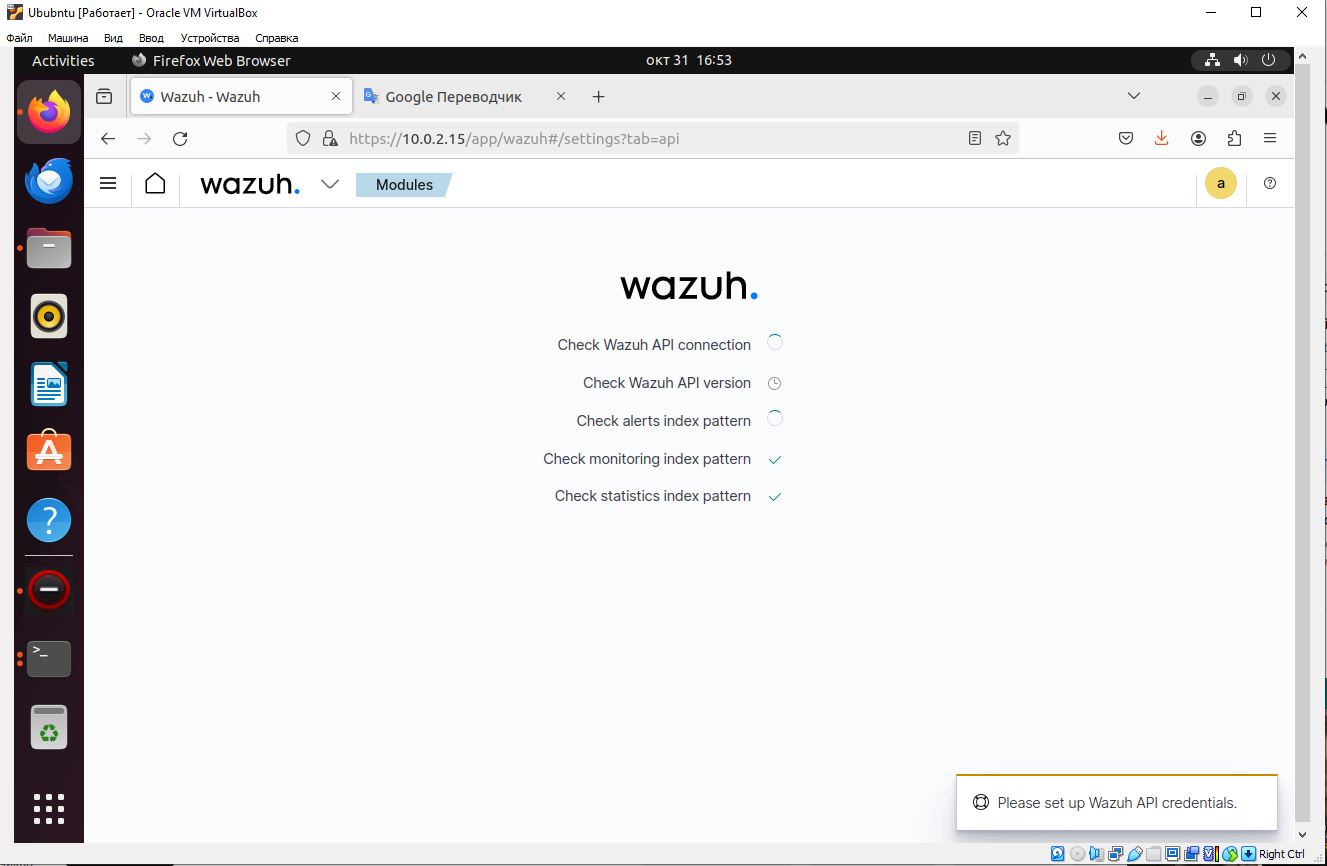 Ububntu [Работает] - Oracle VM VirtualBox
Файл Машина Вид Ввод Устройства Справка
Activities Firefox Web Browser окт 31 16:53
Wazuh - Wazuh Google Переводчик
https://10.0.2.15/app/wazuh#/settings?tab=api
wazuh. Modules a
wazuh.
Check Wazuh API connection
Check Wazuh API version
Check alerts index pattern
Check monitoring index pattern
Check statistics index pattern
Please set up Wazuh API credentials.
Right Ctrl